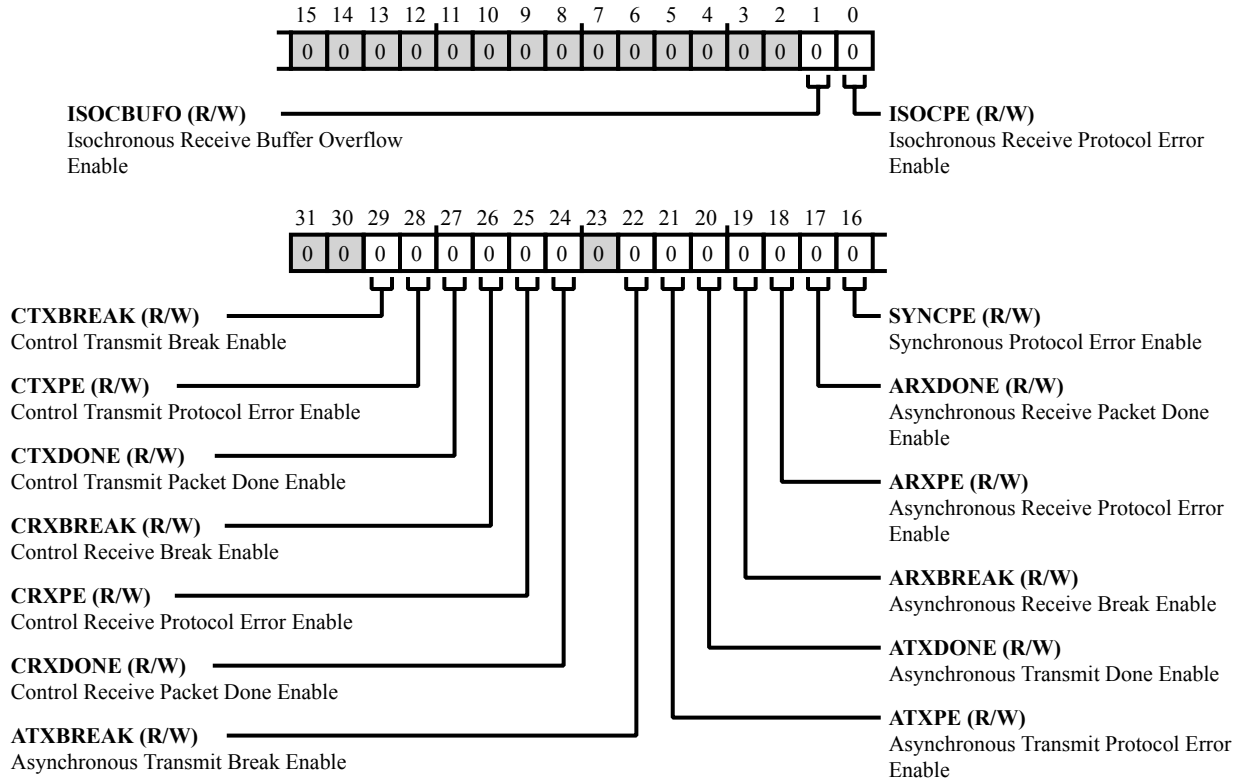 15 14 13 12 11 10 9 8 7 6 5 4 3 2 1 0
0 0 0 0 0 0 0 0 0 0 0 0 0 0 0 0
ISOCBUFO (R/W)
Isochronous Receive Buffer Overflow
Enable
ISOCPE (R/W)
Isochronous Receive Protocol Error
Enable
31 30 29 28 27 26 25 24 23 22 21 20 19 18 17 16
0 0 0 0 0 0 0 0 0 0 0 0 0 0 0 0
CTXBREAK (R/W)
Control Transmit Break Enable
CTXPE (R/W)
Control Transmit Protocol Error Enable
CTXDONE (R/W)
Control Transmit Packet Done Enable
CRXBREAK (R/W)
Control Receive Break Enable
CRXPE (R/W)
Control Receive Protocol Error Enable
CRXDONE (R/W)
Control Receive Packet Done Enable
ATXBREAK (R/W)
Asynchronous Transmit Break Enable
SYNCPE (R/W)
Synchronous Protocol Error Enable
ARXDONE (R/W)
Asynchronous Receive Packet Done
Enable
ARXPE (R/W)
Asynchronous Receive Protocol Error
Enable
ARXBREAK (R/W)
Asynchronous Receive Break Enable
ATXDONE (R/W)
Asynchronous Transmit Done Enable
ATXPE (R/W)
Asynchronous Transmit Protocol Error
Enable